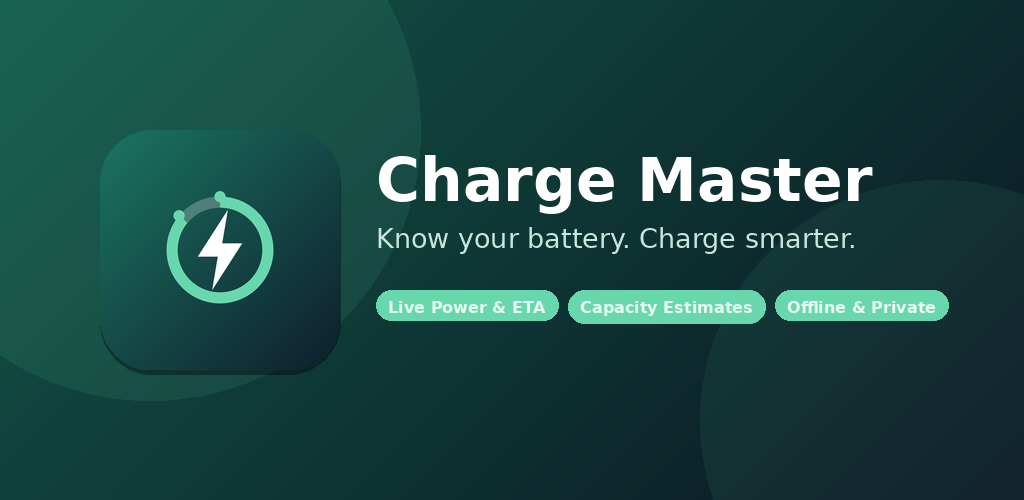 Charge Master
Know your battery. Charge smarter.
Live Power & ETA
Capacity Estimates
Offline & Private